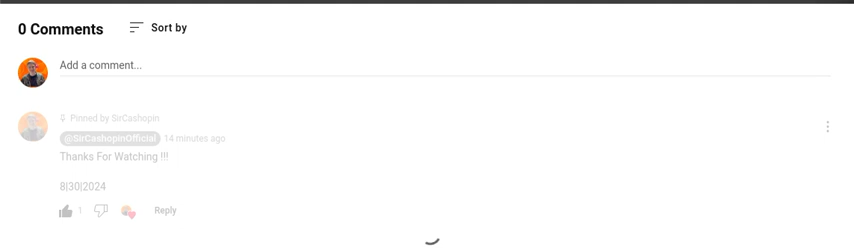 0 Comments
Sort by
Add a comment...
Pinned by SirCashopin
@SirCashopinOfficial 14 minutes ago
Thanks For Watching !!!
8|30|2024
1
Reply